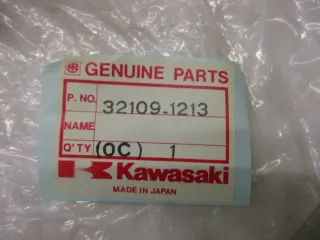 GENUINE PARTS
P. NO. 32109-1213
NAME
Q'TY (OC) 1
Kawasaki
MADE IN JAPAN